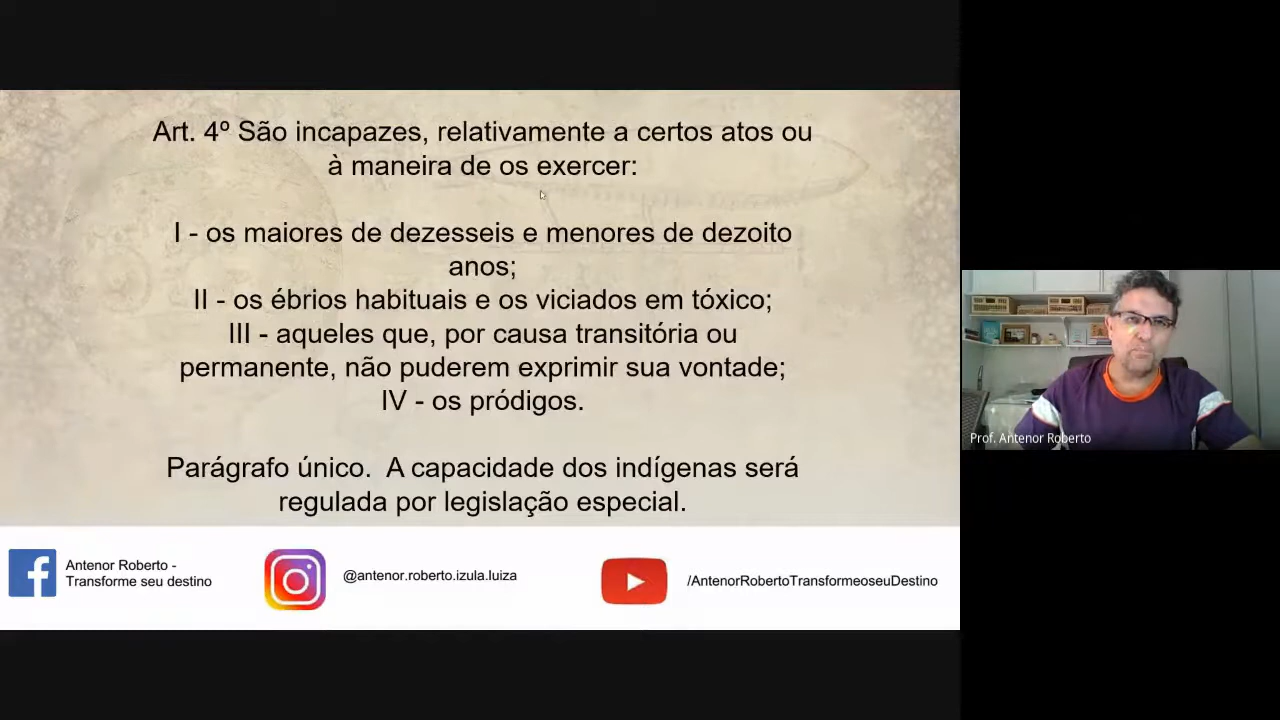 Art. 4º São incapazes, relativamente a certos atos ou
à maneira de os exercer:
I - os maiores de dezesseis e menores de dezoito
anos;
II - os ébrios habituais e os viciados em tóxico;
III - aqueles que, por causa transitória ou
permanente, não puderem exprimir sua vontade;
IV - os pródigos.
Parágrafo único.  A capacidade dos indígenas será
regulada por legislação especial.
Antenor Roberto -
Transforme seu destino
@antenor.roberto.izula.luiza
/AntenorRobertoTransformeoseuDestino
Prof. Antenor Roberto